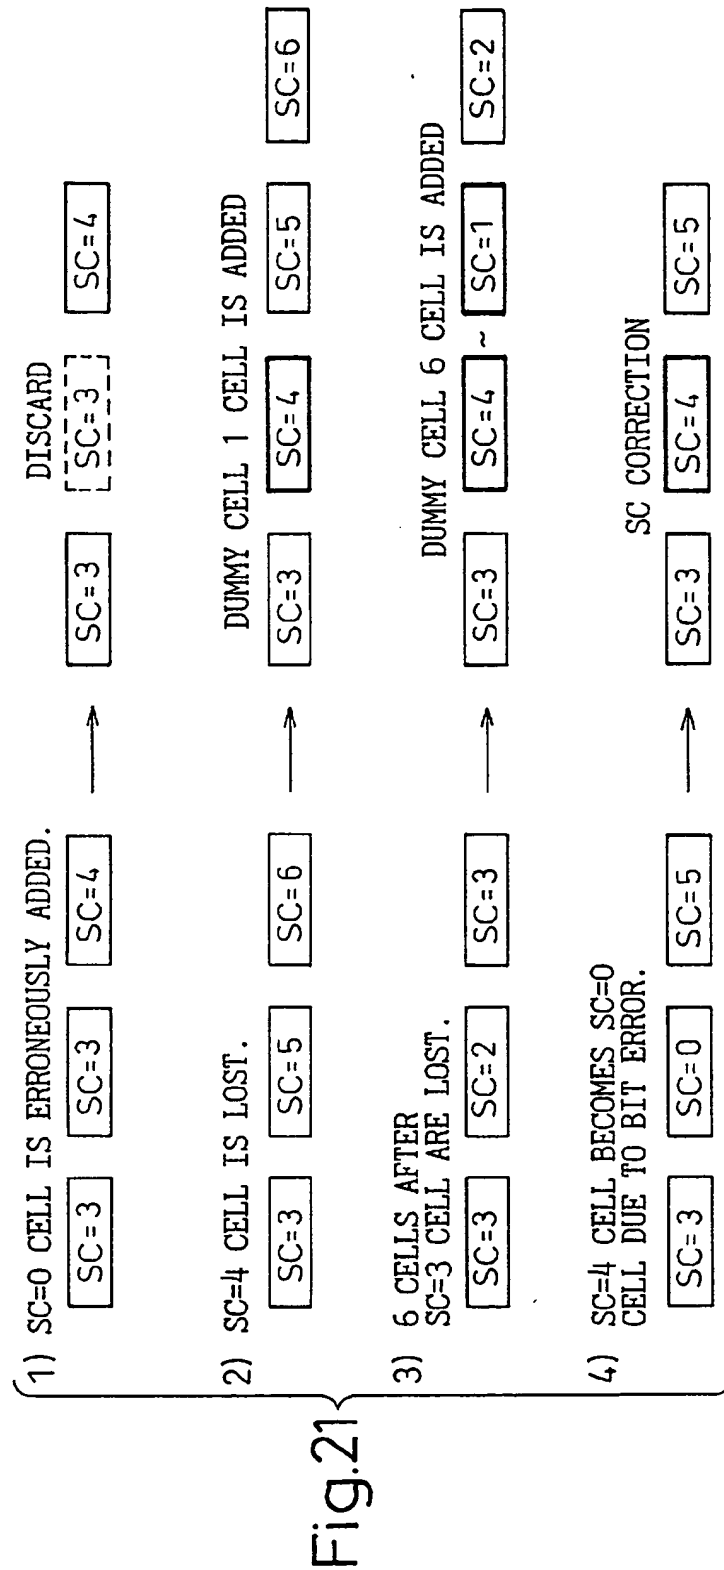 Fig.21
1) SC=0 CELL IS ERRONEOUSLY ADDED.
SC=3 SC=3 SC=4
DISCARD
SC=3 SC=3 SC=4
2) SC=4 CELL IS LOST.
SC=3 SC=5 SC=6
DUMMY CELL 1 CELL IS ADDED
SC=3 SC=4 SC=5 SC=6
3) 6 CELLS AFTER
SC=3 CELL ARE LOST.
SC=3 SC=2 SC=3
DUMMY CELL 6 CELL IS ADDED
SC=3 SC=4 ~ SC=1 SC=2
4) SC=4 CELL BECOMES SC=0
CELL DUE TO BIT ERROR.
SC=3 SC=0 SC=5
SC CORRECTION
SC=3 SC=4 SC=5